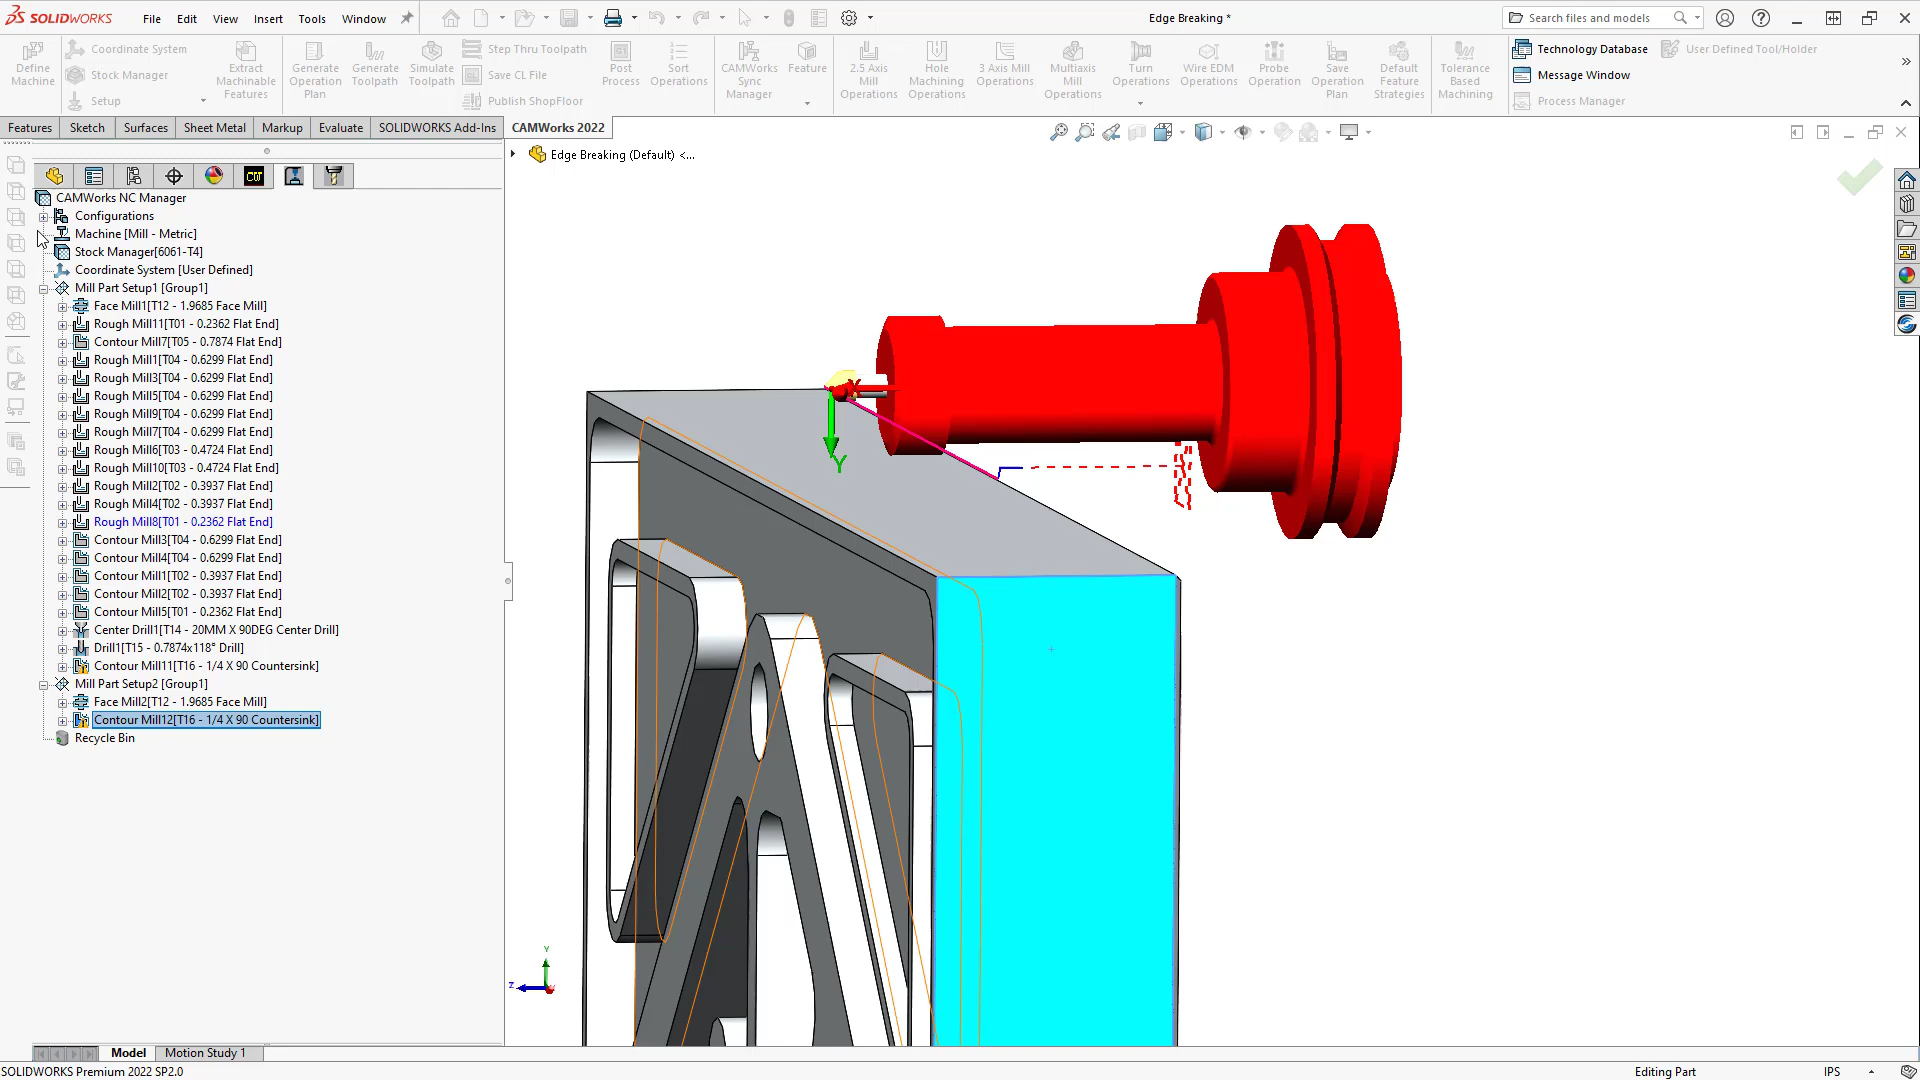 SOLIDWORKS
File Edit View Insert Tools Window
Edge Breaking *
Search files and models
Define Machine
Coordinate System
Stock Manager
Setup
Extract Machinable Features
Generate Operation Plan
Generate Toolpath
Simulate Toolpath
Step Thru Toolpath
Save CL File
Publish ShopFloor
Post Process
Sort Operations
CAMWorks Sync Manager
Feature
2.5 Axis Mill Operations
Hole Machining Operations
3 Axis Mill Operations
Multiaxis Mill Operations
Turn Operations
Wire EDM Operations
Probe Operation
Save Operation Plan
Default Feature Strategies
Tolerance Based Machining
Technology Database
User Defined Tool/Holder
Message Window
Process Manager
Features Sketch Surfaces Sheet Metal Markup Evaluate SOLIDWORKS Add-Ins CAMWorks 2022
Edge Breaking (Default) <...
CW
CAMWorks NC Manager
Configurations
Machine [Mill - Metric]
Stock Manager[6061-T4]
Coordinate System [User Defined]
Mill Part Setup1 [Group1]
Face Mill1[T12 - 1.9685 Face Mill]
Rough Mill11[T01 - 0.2362 Flat End]
Contour Mill7[T05 - 0.7874 Flat End]
Rough Mill1[T04 - 0.6299 Flat End]
Rough Mill3[T04 - 0.6299 Flat End]
Rough Mill5[T04 - 0.6299 Flat End]
Rough Mill9[T04 - 0.6299 Flat End]
Rough Mill7[T04 - 0.6299 Flat End]
Rough Mill6[T03 - 0.4724 Flat End]
Rough Mill10[T03 - 0.4724 Flat End]
Rough Mill2[T02 - 0.3937 Flat End]
Rough Mill4[T02 - 0.3937 Flat End]
Rough Mill8[T01 - 0.2362 Flat End]
Contour Mill3[T04 - 0.6299 Flat End]
Contour Mill4[T04 - 0.6299 Flat End]
Contour Mill1[T02 - 0.3937 Flat End]
Contour Mill2[T02 - 0.3937 Flat End]
Contour Mill5[T01 - 0.2362 Flat End]
Center Drill1[T14 - 20MM X 90DEG Center Drill]
Drill1[T15 - 0.7874x118° Drill]
Contour Mill11[T16 - 1/4 X 90 Countersink]
Mill Part Setup2 [Group1]
Face Mill2[T12 - 1.9685 Face Mill]
Contour Mill12[T16 - 1/4 X 90 Countersink]
Recycle Bin
X
Y
Y
Z
Model Motion Study 1
SOLIDWORKS Premium 2022 SP2.0
Editing Part
IPS